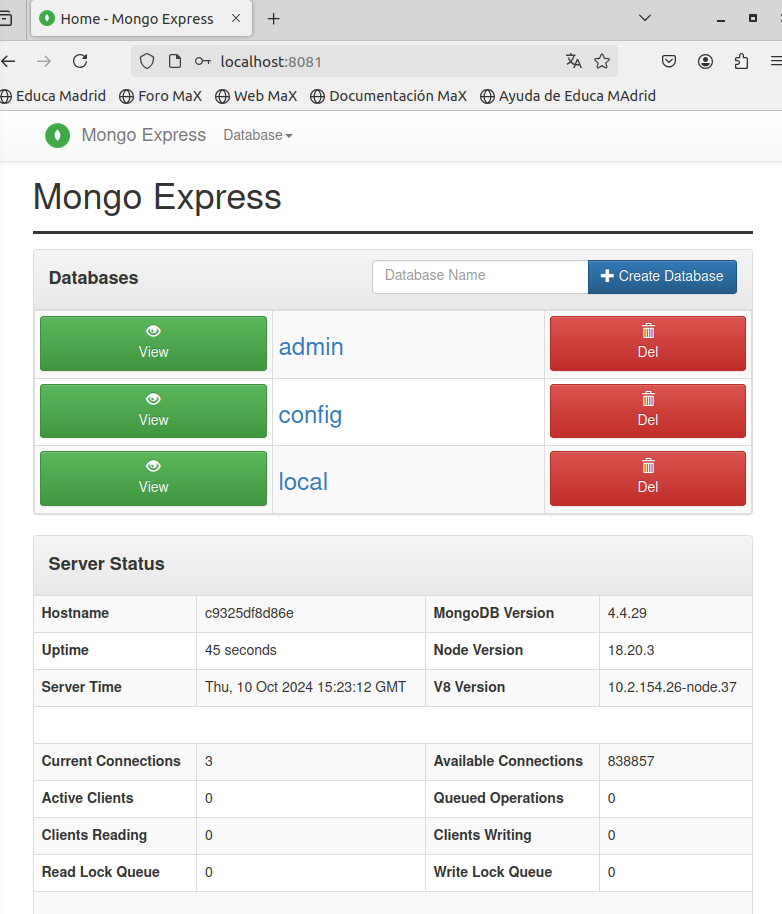 Home - Mongo Express
localhost:8081
Educa Madrid Foro MaX Web MaX Documentación MaX Ayuda de Educa MAdrid
Mongo Express Database
Mongo Express
Databases Database Name Create Database
View admin Del
View config Del
View local Del
Server Status
Hostname c9325df8d86e MongoDB Version 4.4.29
Uptime 45 seconds Node Version 18.20.3
Server Time Thu, 10 Oct 2024 15:23:12 GMT V8 Version 10.2.154.26-node.37
Current Connections 3 Available Connections 838857
Active Clients 0 Queued Operations 0
Clients Reading 0 Clients Writing 0
Read Lock Queue 0 Write Lock Queue 0